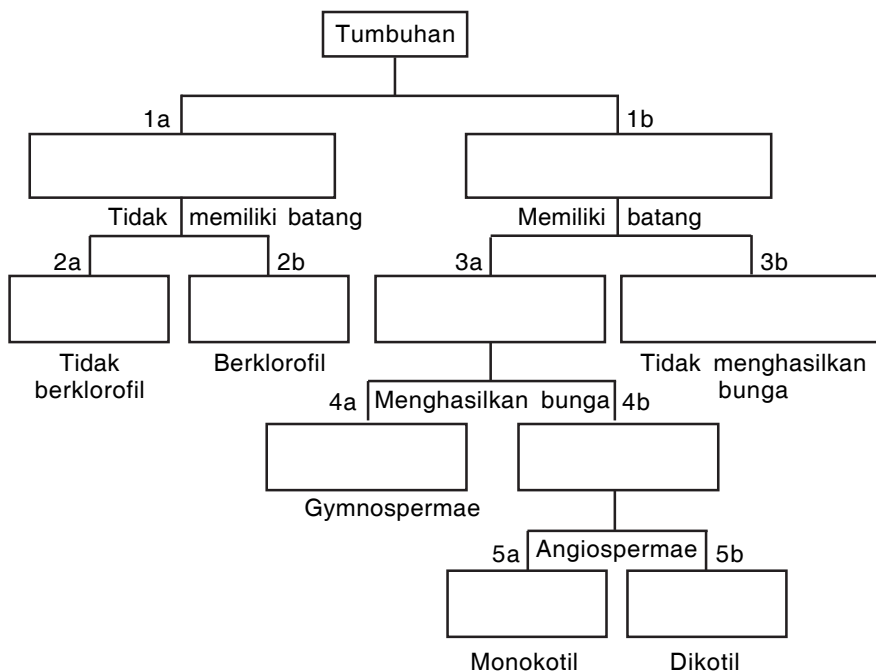 Tumbuhan
1a 1b
Tidak memiliki batang Memiliki batang
2a 2b 3a 3b
Tidak
berklorofil
Berklorofil
Tidak menghasilkan
bunga
4a Menghasilkan bunga 4b
Gymnospermae
5a Angiospermae 5b
Monokotil Dikotil